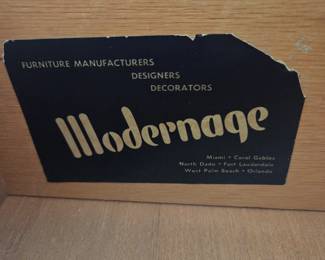 FURNITURE MANUFACTURERS
DESIGNERS
DECORATORS
Modernage
Miami • Coral Gables
North Dade • Fort Lauderdale
West Palm Beach • Orlando